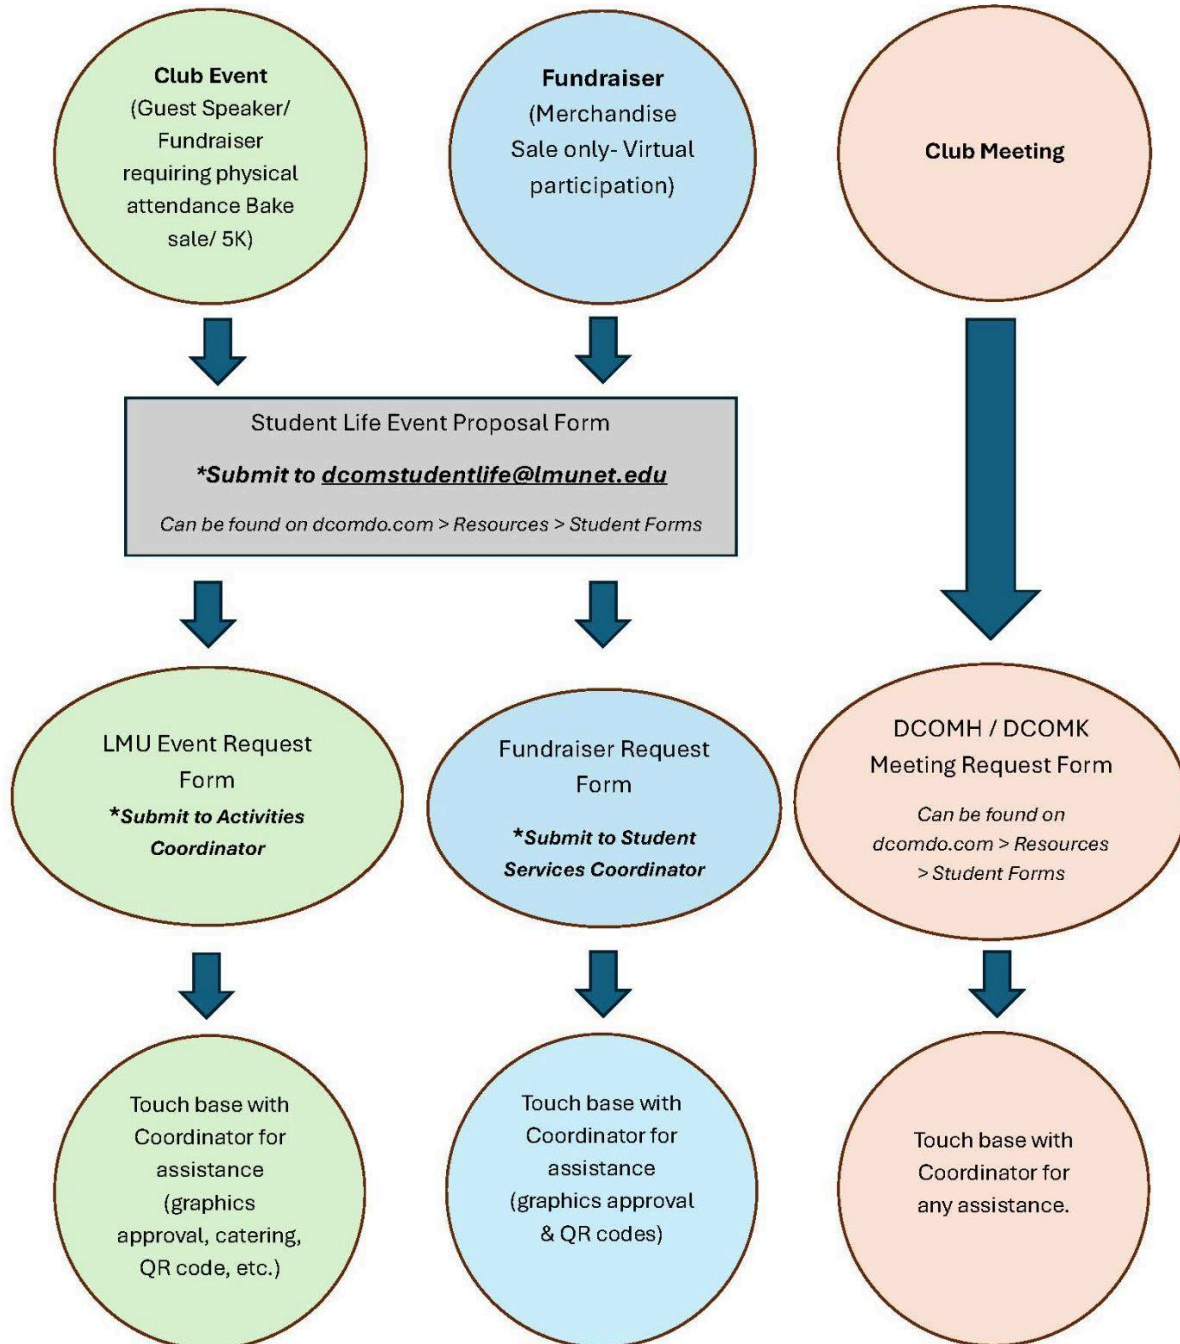 Club Event
(Guest Speaker/
Fundraiser
requiring physical
attendance Bake
sale/ 5K)
Fundraiser
(Merchandise
Sale only- Virtual
participation)
Club Meeting
Student Life Event Proposal Form
*Submit to dcomstudentlife@lmunet.edu
Can be found on dcomdo.com > Resources > Student Forms
LMU Event Request
Form
*Submit to Activities
Coordinator
Fundraiser Request
Form
*Submit to Student
Services Coordinator
DCOMH / DCOMK
Meeting Request Form
Can be found on
dcomdo.com > Resources
> Student Forms
Touch base with
Coordinator for
assistance
(graphics
approval, catering,
QR code, etc.)
Touch base with
Coordinator for
assistance
(graphics approval
& QR codes)
Touch base with
Coordinator for
any assistance.